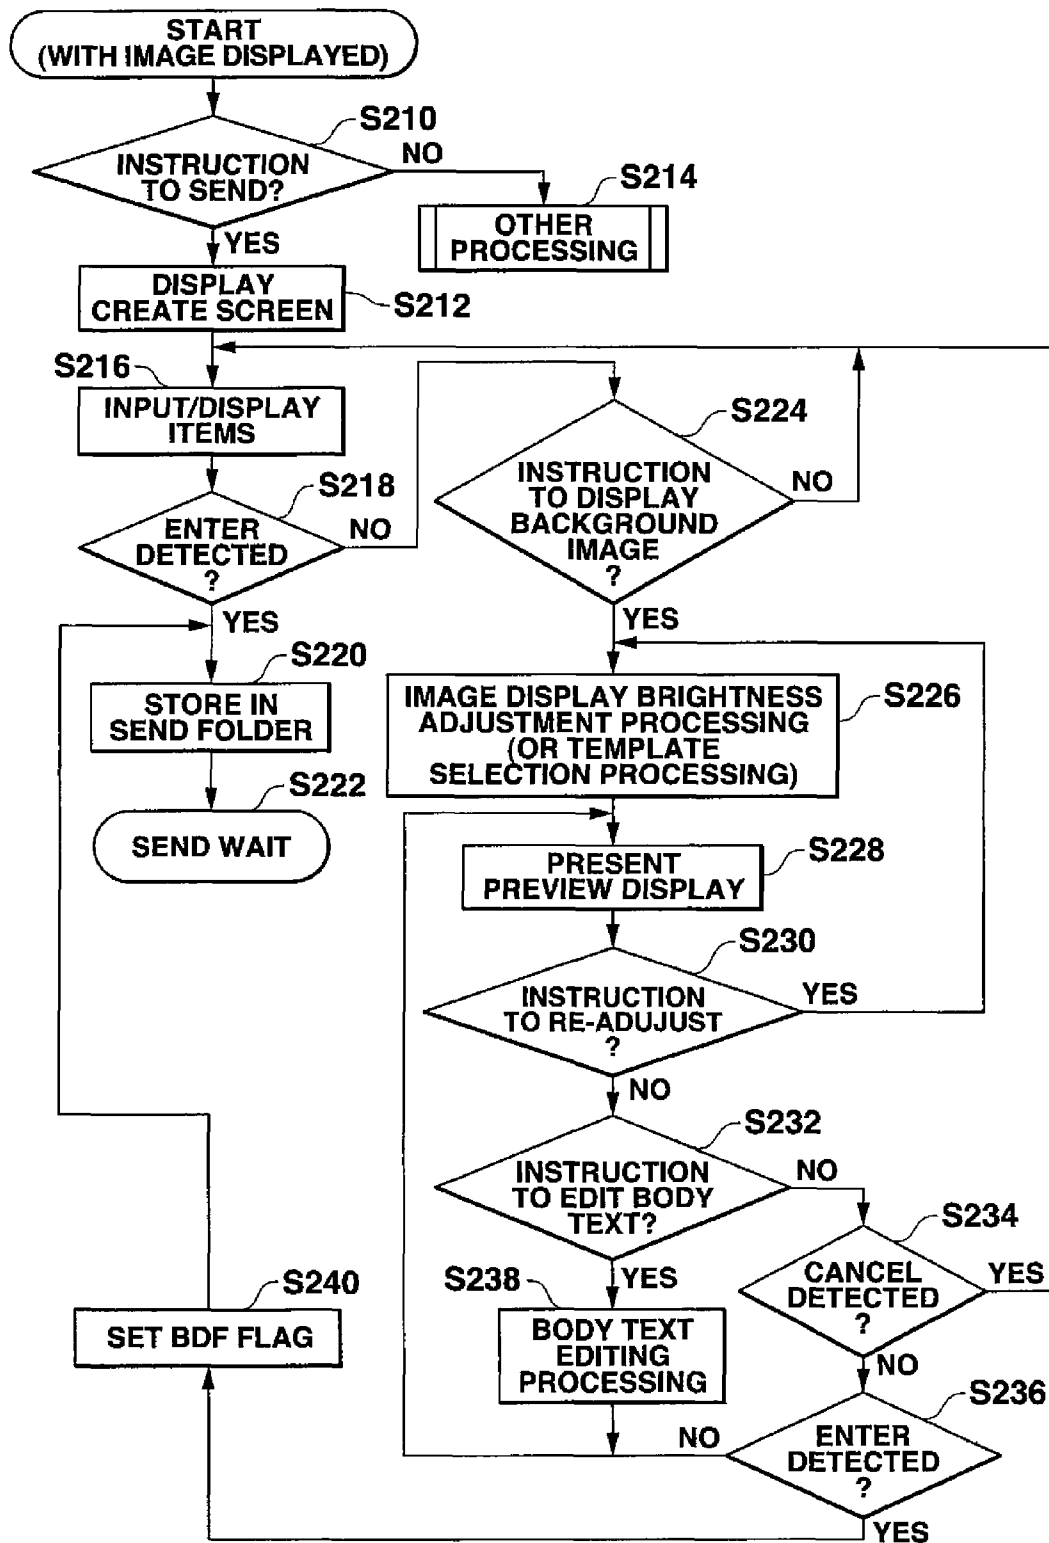 START
(WITH IMAGE DISPLAYED)
S210
INSTRUCTION
TO SEND?
NO
S214
OTHER
PROCESSING
YES
DISPLAY
CREATE SCREEN
S212
S216
INPUT/DISPLAY
ITEMS
S224
INSTRUCTION
TO DISPLAY
BACKGROUND
IMAGE
?
NO
S218
ENTER
DETECTED
?
NO
YES
YES
S220
STORE IN
SEND FOLDER
S226
IMAGE DISPLAY BRIGHTNESS
ADJUSTMENT PROCESSING
(OR TEMPLATE
SELECTION PROCESSING)
S222
SEND WAIT
S228
PRESENT
PREVIEW DISPLAY
S230
INSTRUCTION
TO RE-ADUJUST
?
YES
NO
S232
INSTRUCTION
TO EDIT BODY
TEXT?
NO
S234
CANCEL
DETECTED
?
YES
YES
S238
BODY TEXT
EDITING
PROCESSING
S240
SET BDF FLAG
NO
S236
ENTER
DETECTED
?
NO
YES